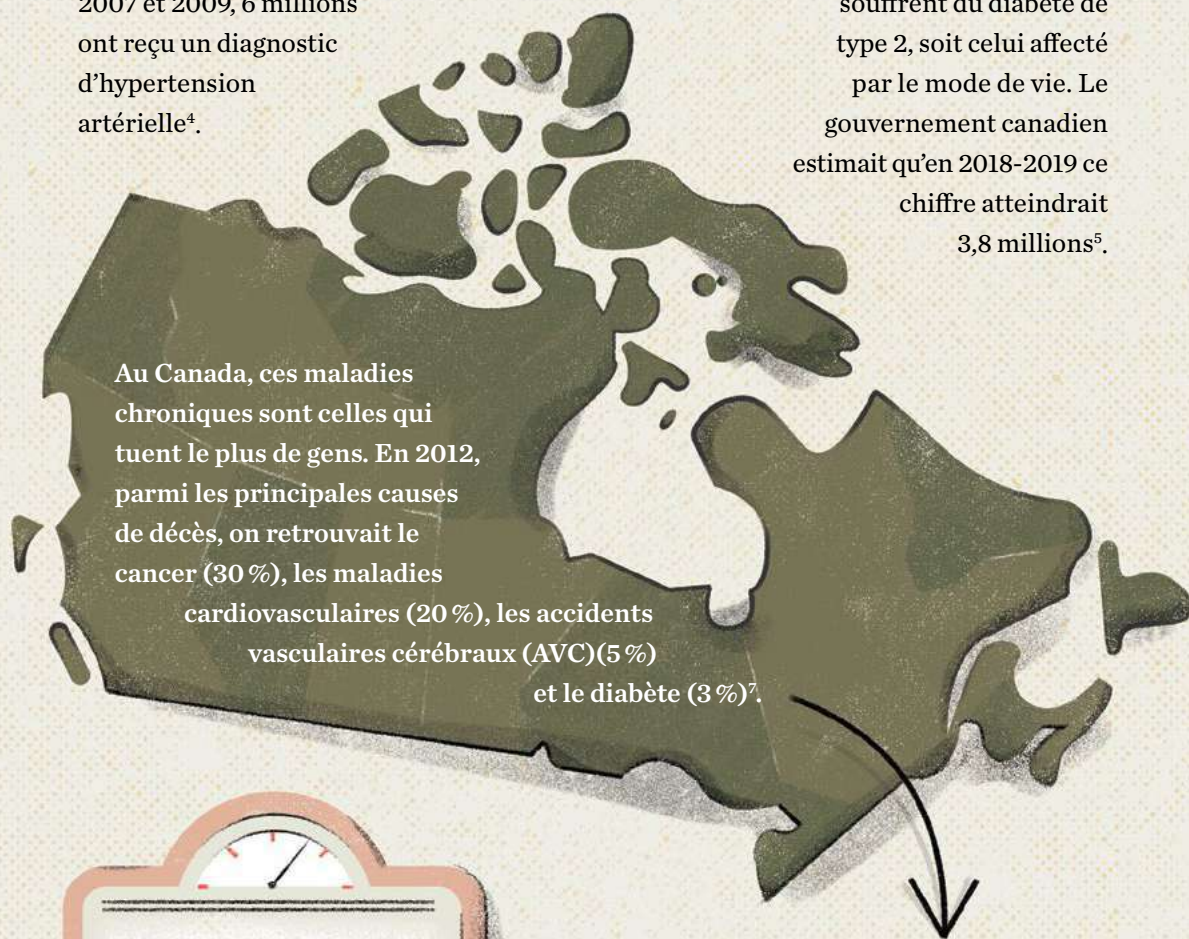 2007 et 2009, 6 millions
ont reçu un diagnostic
d’hypertension
artérielle⁴.
souffrent du diabète de
type 2, soit celui affecté
par le mode de vie. Le
gouvernement canadien
estimait qu’en 2018-2019 ce
chiffre atteindrait
3,8 millions⁵.
Au Canada, ces maladies
chroniques sont celles qui
tuent le plus de gens. En 2012,
parmi les principales causes
de décès, on retrouvait le
cancer (30 %), les maladies
cardiovasculaires (20 %), les accidents
vasculaires cérébraux (AVC)(5 %)
et le diabète (3 %)⁷.